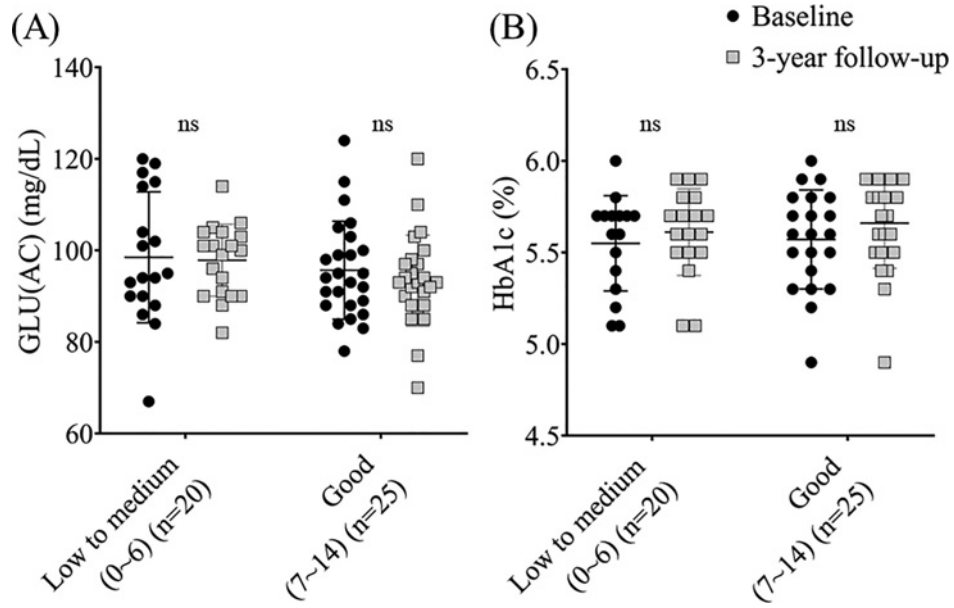 (A)
GLU(AC) (mg/dL)
140
120
100
80
60
ns
ns
Low to medium
(0~6) (n=20)
Good
(7~14) (n=25)
(B)
Baseline
3-year follow-up
HbA1c (%)
6.5
6.0
5.5
5.0
4.5
ns
ns
Low to medium
(0~6) (n=20)
Good
(7~14) (n=25)